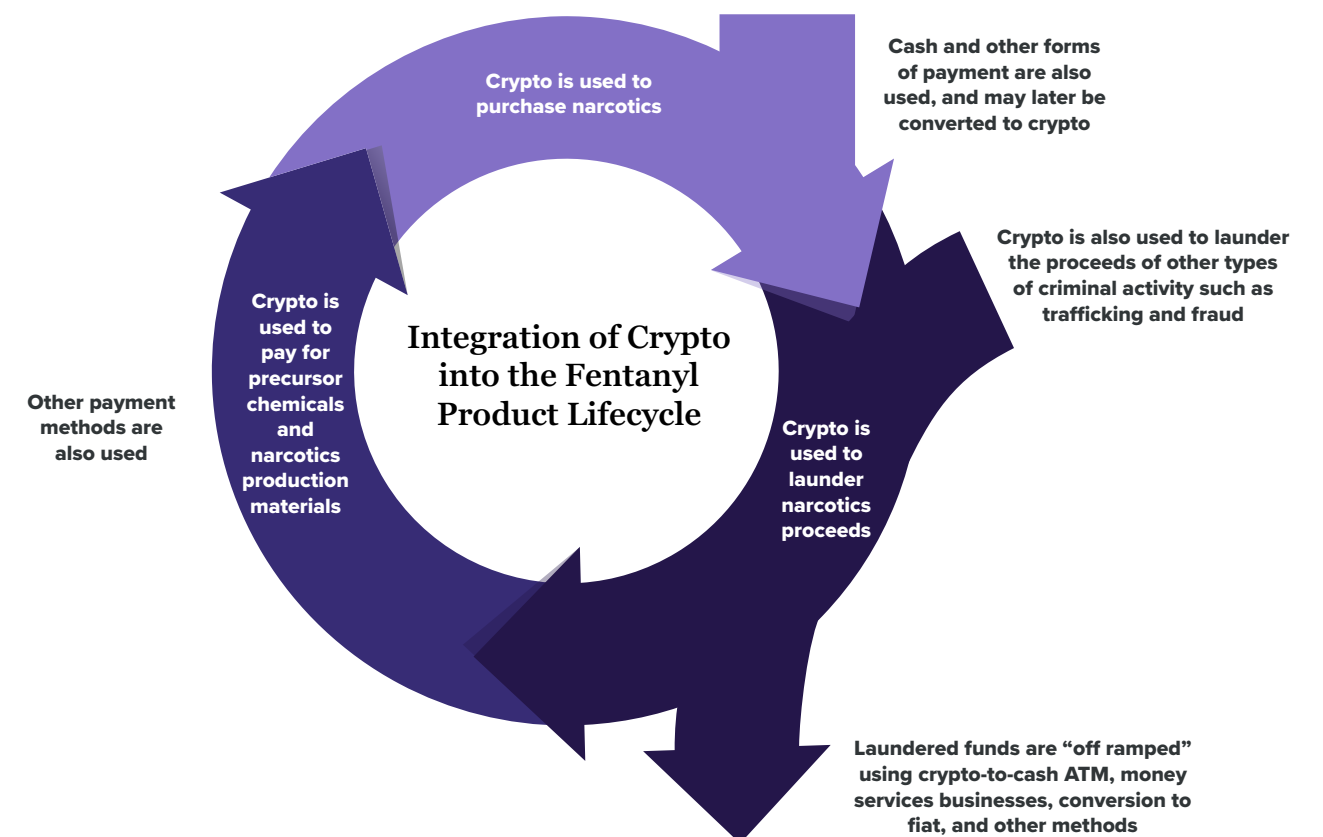 Crypto is used to
purchase narcotics
Cash and other forms
of payment are also
used, and may later be
converted to crypto
Crypto is also used to launder
the proceeds of other types
of criminal activity such as
trafficking and fraud
Crypto is
used to
pay for
precursor
chemicals
and
narcotics
production
materials
Integration of Crypto
into the Fentanyl
Product Lifecycle
Other payment
methods are
also used
Crypto is
used to
launder
narcotics
proceeds
Laundered funds are “off ramped”
using crypto-to-cash ATM, money
services businesses, conversion to
fiat, and other methods